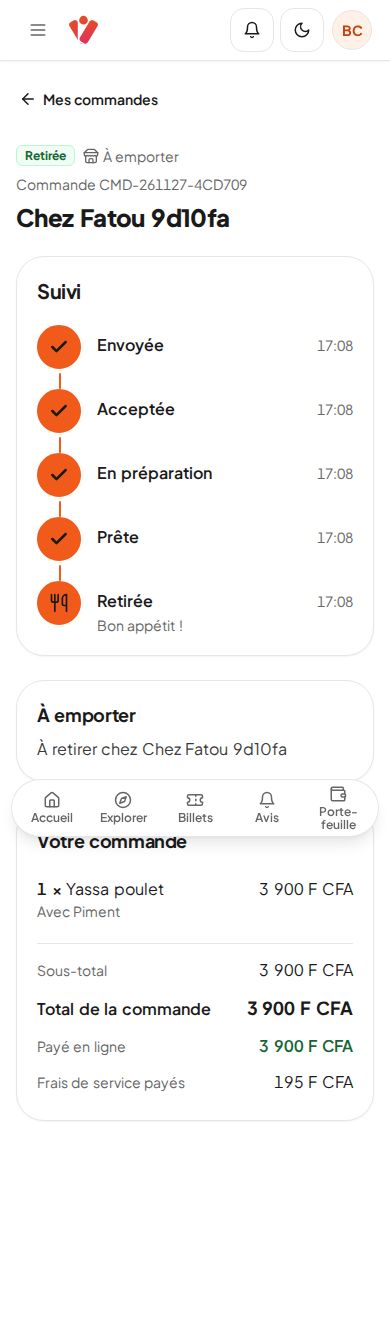 BC
Mes commandes
Retirée À emporter
Commande CMD-261127-4CD709
Chez Fatou 9d10fa
Suivi
Envoyée 17:08
Acceptée 17:08
En préparation 17:08
Prête 17:08
Retirée 17:08
Bon appétit !
À emporter
À retirer chez Chez Fatou 9d10fa
Accueil Explorer Billets Avis Porte-
feuille
Votre commande
1 × Yassa poulet 3 900 F CFA
Avec Piment
Sous-total 3 900 F CFA
Total de la commande 3 900 F CFA
Payé en ligne 3 900 F CFA
Frais de service payés 195 F CFA